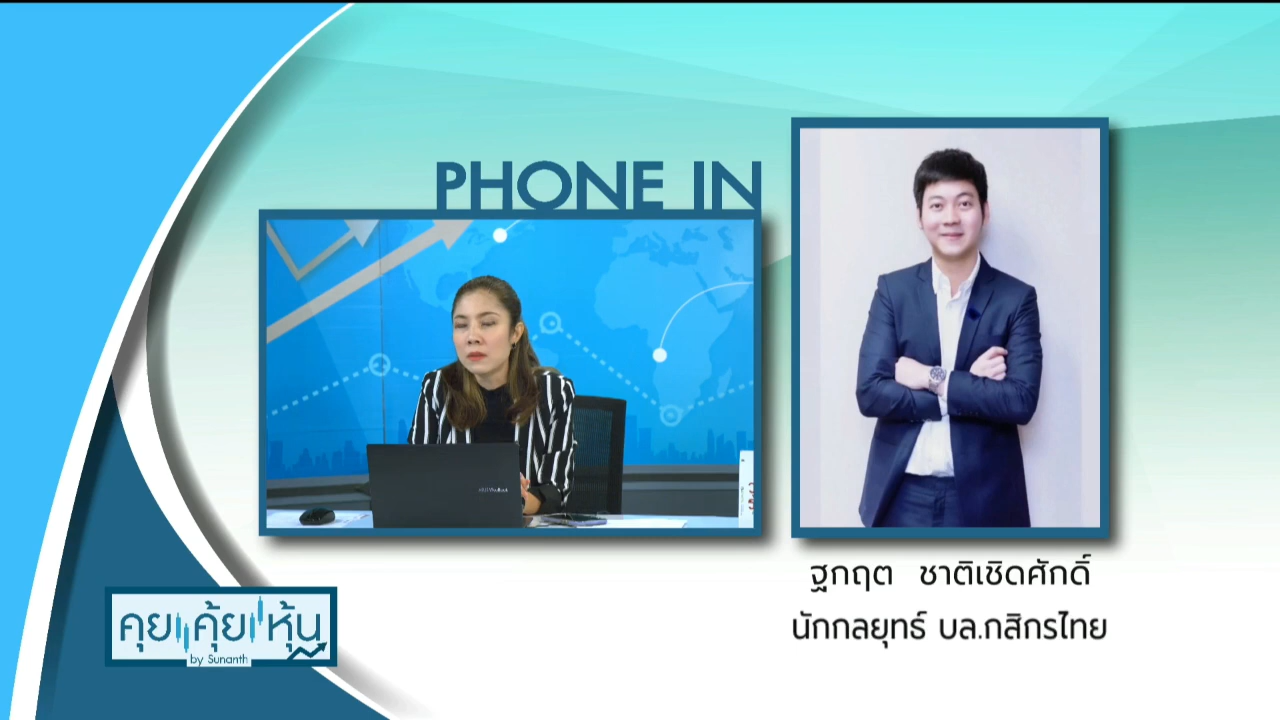 PHONE IN
ฐกฤต ชาติเชิดศักดิ์
นักกลยุทธ์ บล.กสิกรไทย
คุย คุ้ย หุ้น
by Sunanth